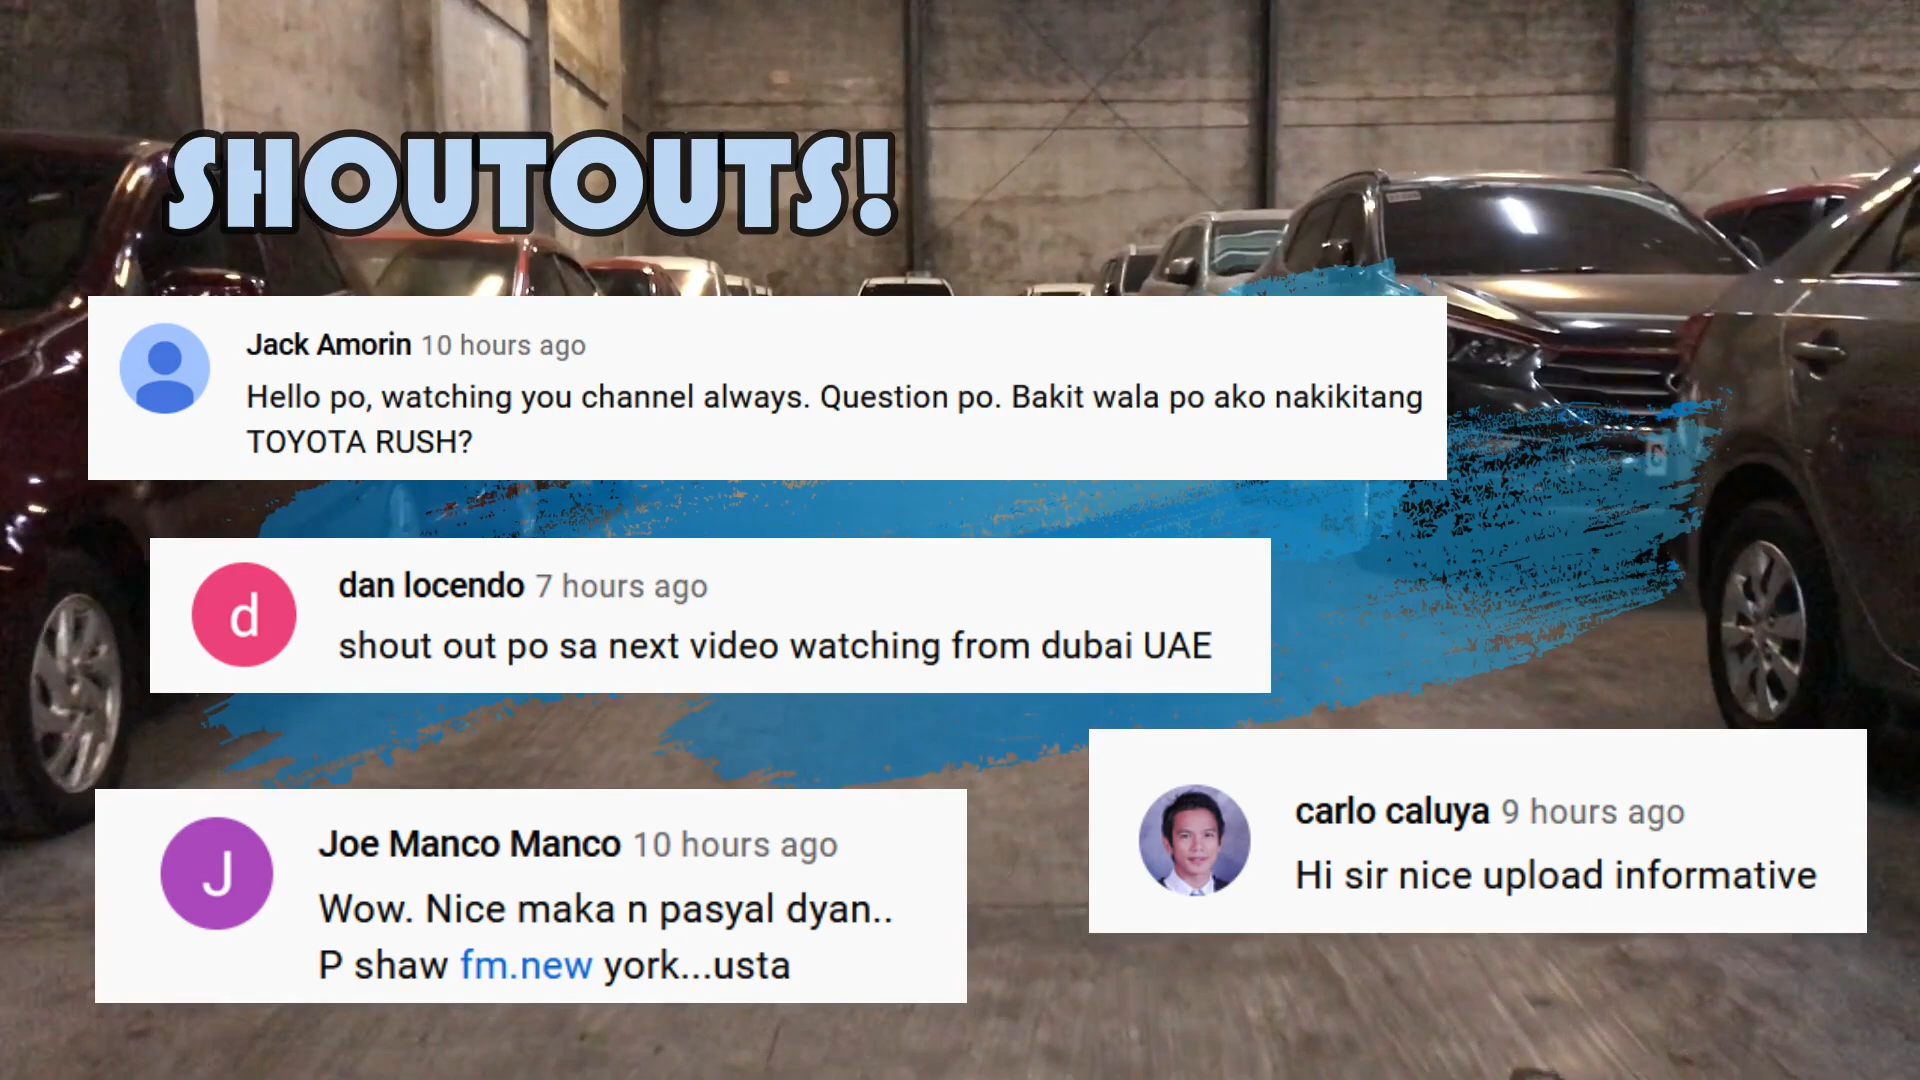 SHOUTOUTS!
Jack Amorin 10 hours ago
Hello po, watching you channel always. Question po. Bakit wala po ako nakikitang
TOYOTA RUSH?
d
dan locendo 7 hours ago
shout out po sa next video watching from dubai UAE
J
Joe Manco Manco 10 hours ago
Wow. Nice maka n pasyal dyan..
P shaw fm.new york...usta
carlo caluya 9 hours ago
Hi sir nice upload informative